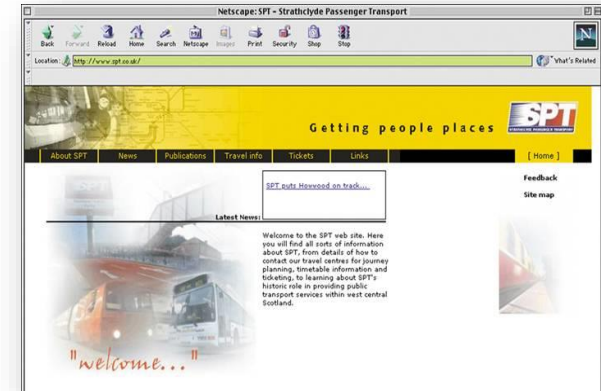 Netscape: SPT - Strathclyde Passenger Transport
Back Forward Reload Home Search Netscape Images Print Security Shop Stop
N
Location: http://www.spt.co.uk/ What's Related
Getting people places
SPT
STRATHCLYDE PASSENGER TRANSPORT
About SPT News Publications Travel info Tickets Links [ Home ]
Feedback
Site map
SPT puts Howwood on track...
Latest News:
Welcome to the SPT web site. Here
you will find all sorts of information
about SPT, from details of how to
contact our travel centres for journey
planning, timetable information and
ticketing, to learning about SPT's
historic role in providing public
transport services within west central
Scotland.
"welcome..."